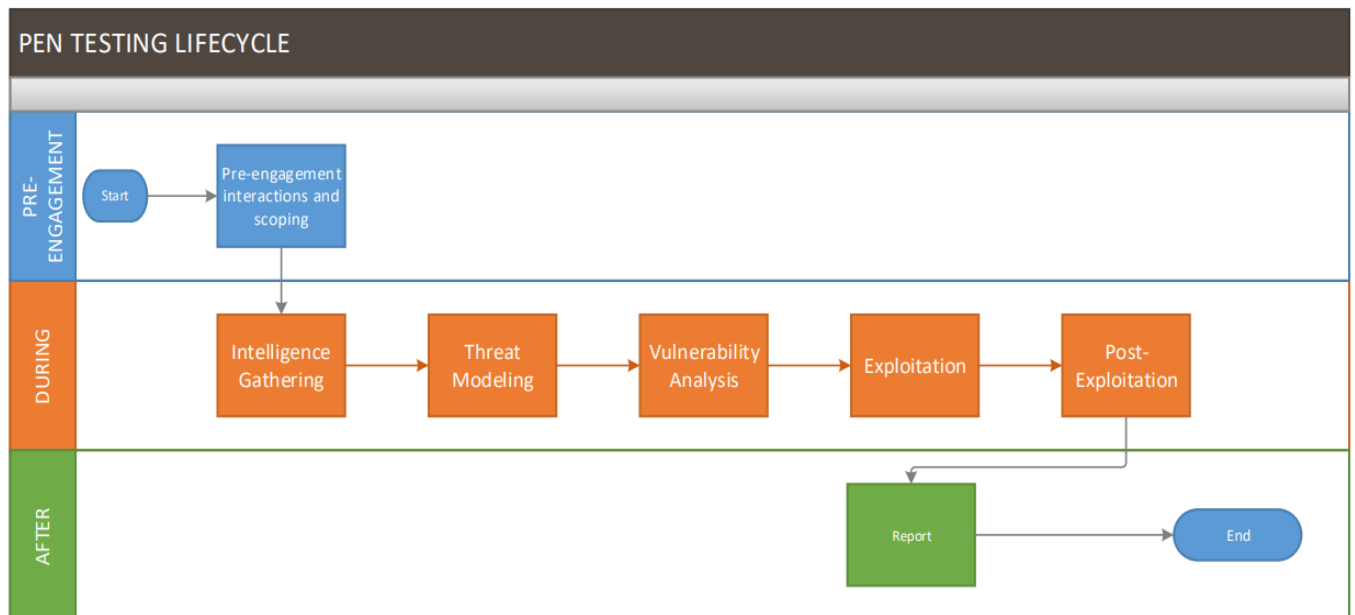 PEN TESTING LIFECYCLE
PRE-
ENGAGEMENT
Start
Pre-engagement
interactions and
scoping
DURING
Intelligence
Gathering
Threat
Modeling
Vulnerability
Analysis
Exploitation
Post-
Exploitation
AFTER
Report
End